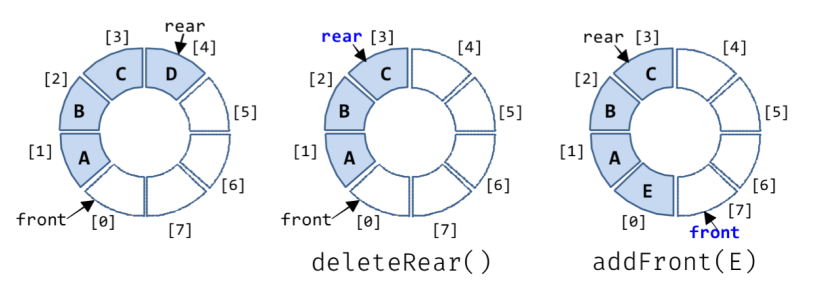 rear
[3]
[4]
[2]
C
D
B
[5]
[1]
A
[6]
front
[0]
[7]
rear
[3]
[4]
[2]
C
B
[5]
[1]
A
[6]
front
[0]
[7]
deleteRear()
rear
[3]
[4]
[2]
C
B
[5]
[1]
A
E
[6]
[0]
[7]
front
addFront(E)